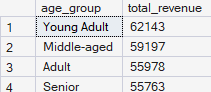 age_group total_revenue
1 Young Adult 62143
2 Middle-aged 59197
3 Adult 55978
4 Senior 55763